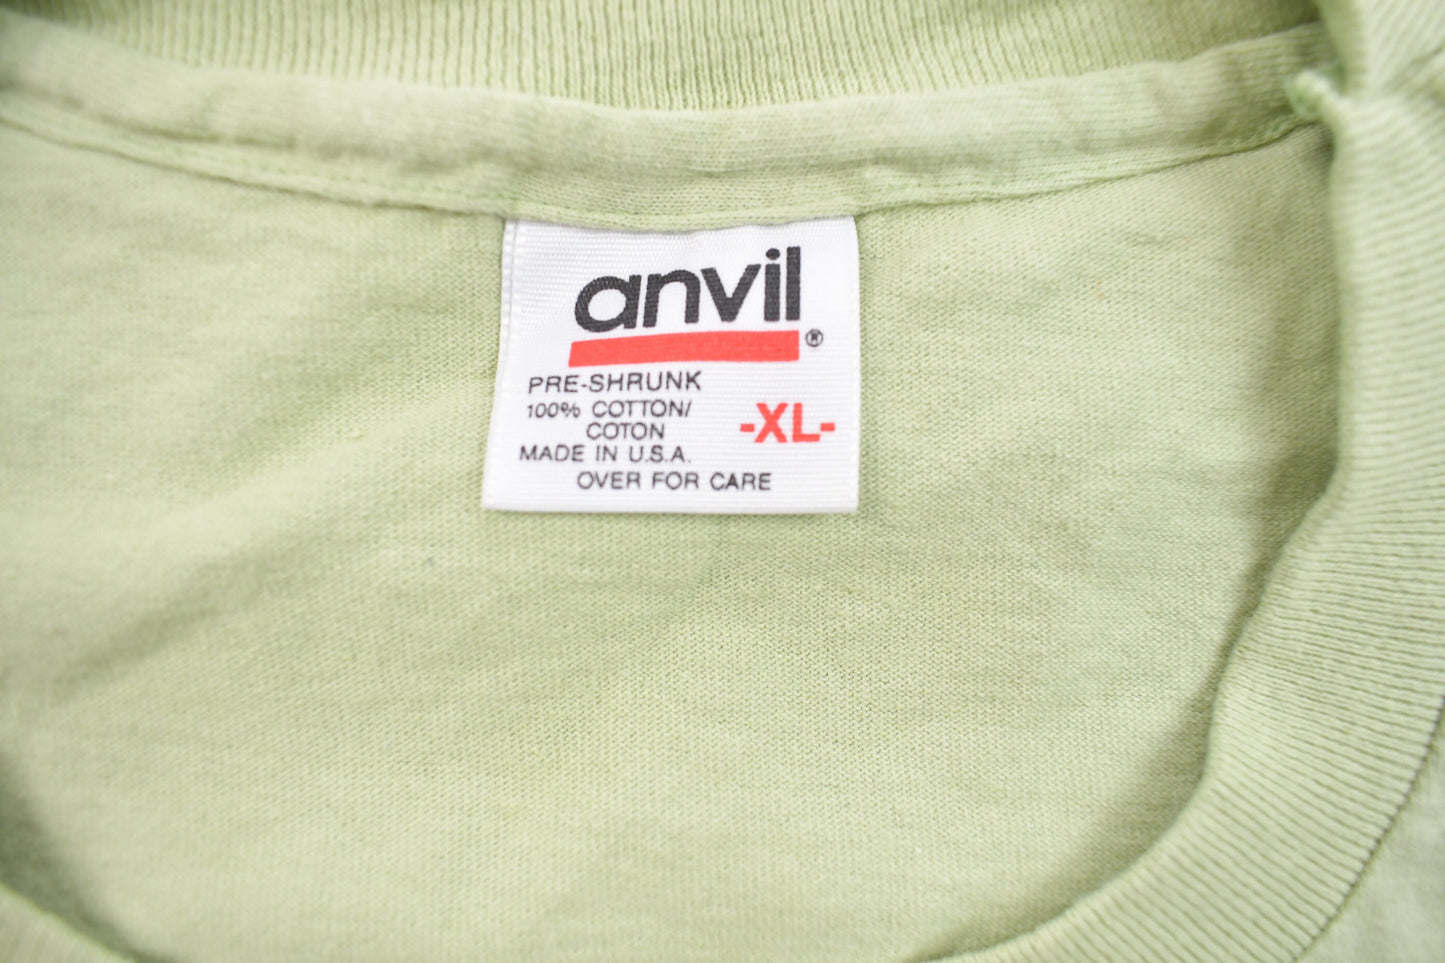 anvil®
PRE-SHRUNK
100% COTTON/
COTON
-XL-
MADE IN U.S.A.
OVER FOR CARE